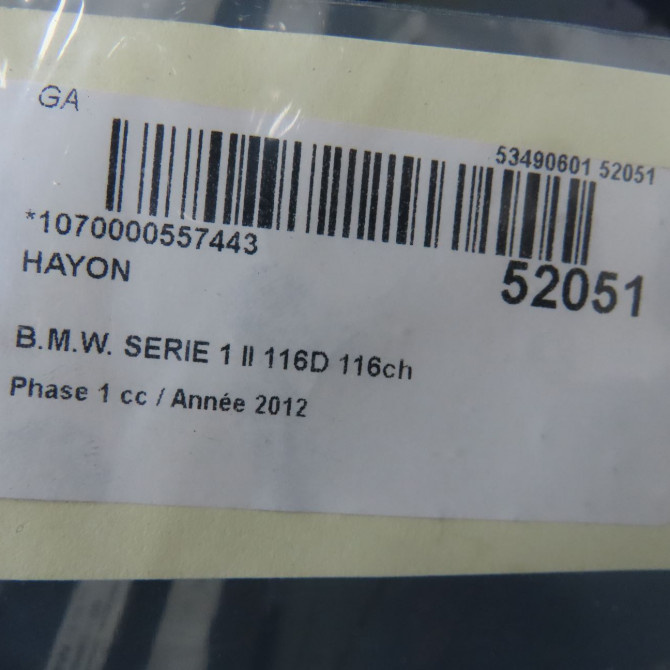 GA
53490601 52051
*1070000557443
HAYON
52051
B.M.W. SERIE 1 II 116D 116ch
Phase 1 cc / Année 2012